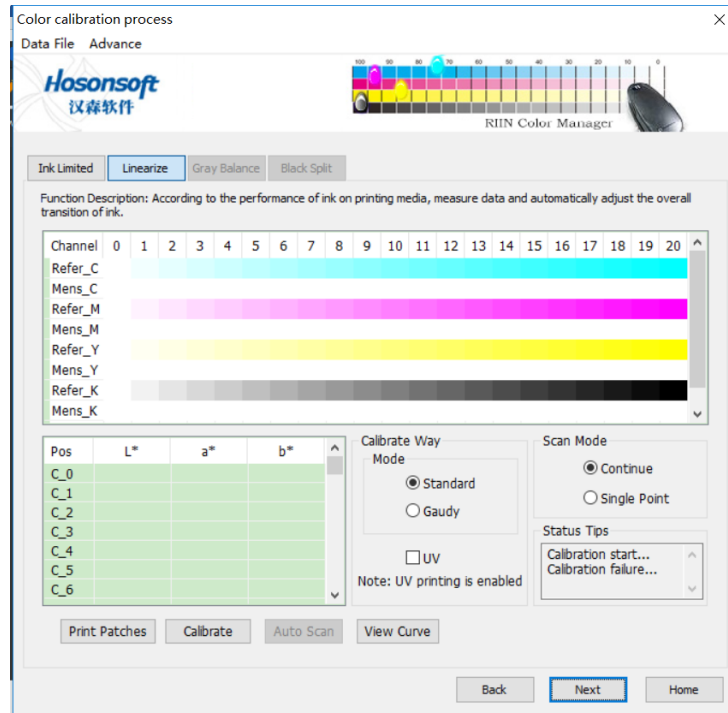 Color calibration process
Data File Advance
Hosonsoft
汉森软件
100 90 80 70 60 50 40 30 20 10 0
RIIN Color Manager
Ink Limited Linearize Gray Balance Black Split
Function Description: According to the performance of ink on printing media, measure data and automatically adjust the overall
transition of ink.
Channel 0 1 2 3 4 5 6 7 8 9 10 11 12 13 14 15 16 17 18 19 20
Refer_C
Mens_C
Refer_M
Mens_M
Refer_Y
Mens_Y
Refer_K
Mens_K
Pos L* a* b*
C_0
C_1
C_2
C_3
C_4
C_5
C_6
Calibrate Way
Mode
Standard
Gaudy
UV
Note: UV printing is enabled
Scan Mode
Continue
Single Point
Status Tips
Calibration start...
Calibration failure...
Print Patches Calibrate Auto Scan View Curve
Back Next Home